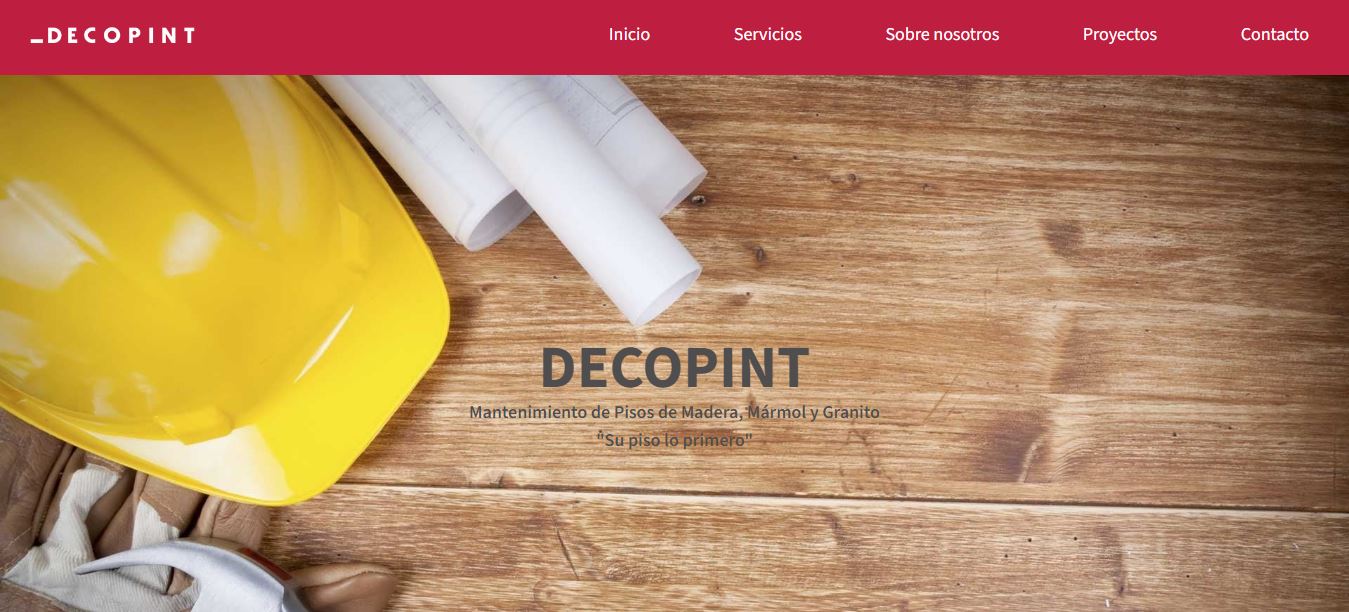 _DECOPINT
Inicio Servicios Sobre nosotros Proyectos Contacto
DECOPINT
Mantenimiento de Pisos de Madera, Mármol y Granito
"Su piso lo primero"